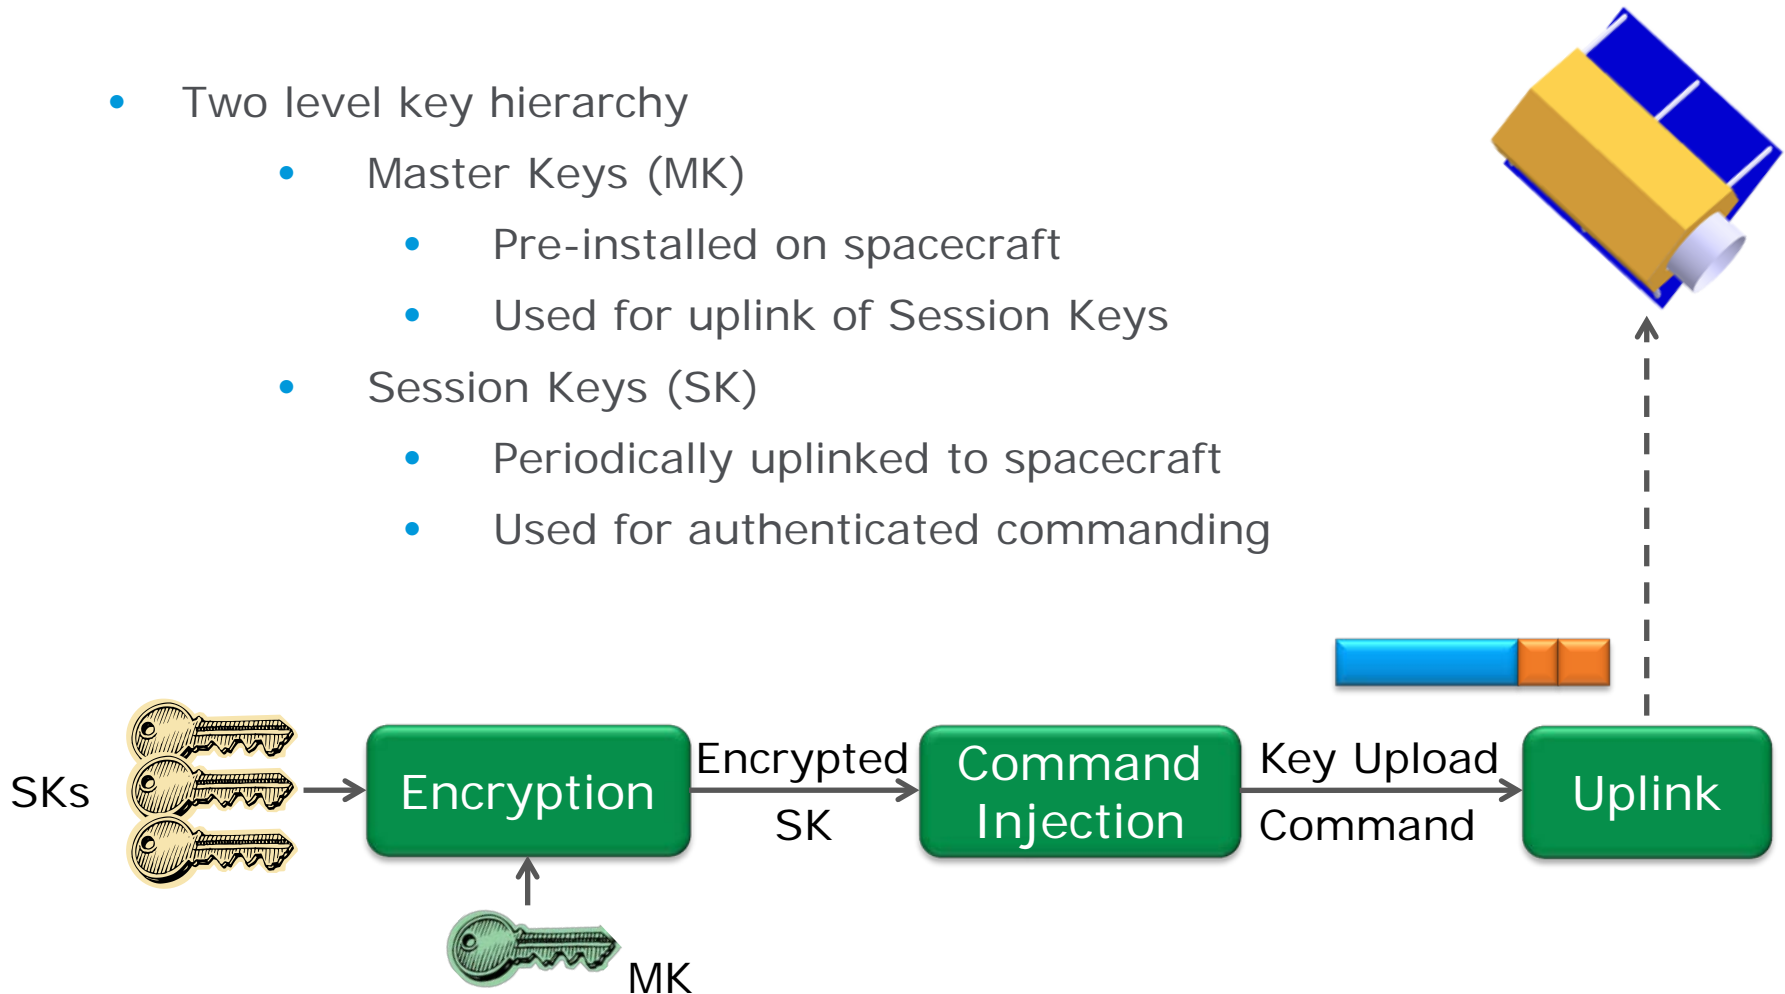 • Two level key hierarchy
• Master Keys (MK)
• Pre-installed on spacecraft
• Used for uplink of Session Keys
• Session Keys (SK)
• Periodically uplinked to spacecraft
• Used for authenticated commanding
SKs
Encryption
Encrypted
SK
Command
Injection
Key Upload
Command
Uplink
MK